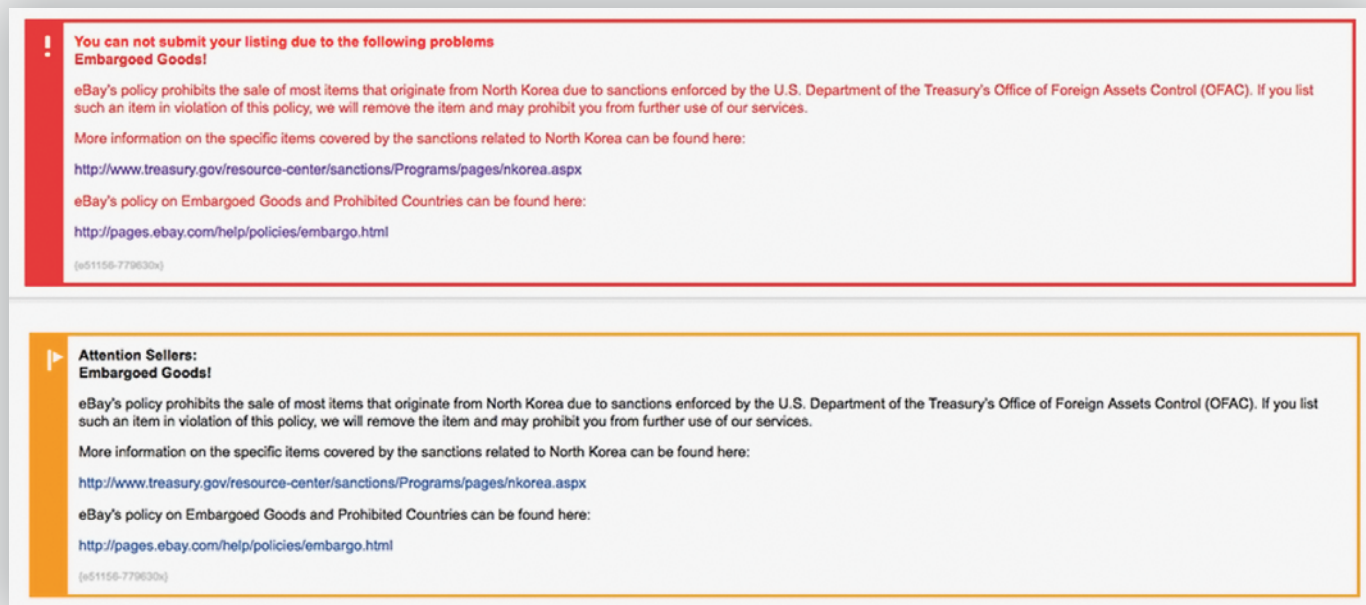 You can not submit your listing due to the following problems
Embargoed Goods!
eBay's policy prohibits the sale of most items that originate from North Korea due to sanctions enforced by the U.S. Department of the Treasury's Office of Foreign Assets Control (OFAC). If you list
such an item in violation of this policy, we will remove the item and may prohibit you from further use of our services.
More information on the specific items covered by the sanctions related to North Korea can be found here:
http://www.treasury.gov/resource-center/sanctions/Programs/pages/nkorea.aspx
eBay's policy on Embargoed Goods and Prohibited Countries can be found here:
http://pages.ebay.com/help/policies/embargo.html
{e51156-779630x}
Attention Sellers:
Embargoed Goods!
eBay's policy prohibits the sale of most items that originate from North Korea due to sanctions enforced by the U.S. Department of the Treasury's Office of Foreign Assets Control (OFAC). If you list
such an item in violation of this policy, we will remove the item and may prohibit you from further use of our services.
More information on the specific items covered by the sanctions related to North Korea can be found here:
http://www.treasury.gov/resource-center/sanctions/Programs/pages/nkorea.aspx
eBay's policy on Embargoed Goods and Prohibited Countries can be found here:
http://pages.ebay.com/help/policies/embargo.html
{e51156-779630x}